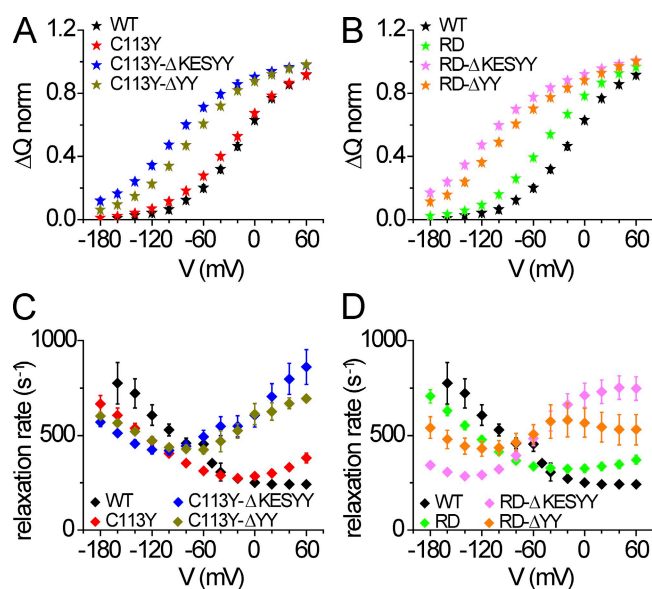 A
B
WT
C113Y
C113Y-ΔKESYY
C113Y-ΔYY
WT
RD
RD-ΔKESYY
RD-ΔYY
1.2
0.8
0.4
0.0
ΔQ norm
-180 -120 -60 0 60
V (mV)
1.2
0.8
0.4
0.0
ΔQ norm
-180 -120 -60 0 60
V (mV)
C
D
1000
500
0
relaxation rate (s⁻¹)
WT
C113Y
C113Y-ΔKESYY
C113Y-ΔYY
-180 -120 -60 0 60
V (mV)
1000
500
0
relaxation rate (s⁻¹)
WT
RD
RD-ΔKESYY
RD-ΔYY
-180 -120 -60 0 60
V (mV)